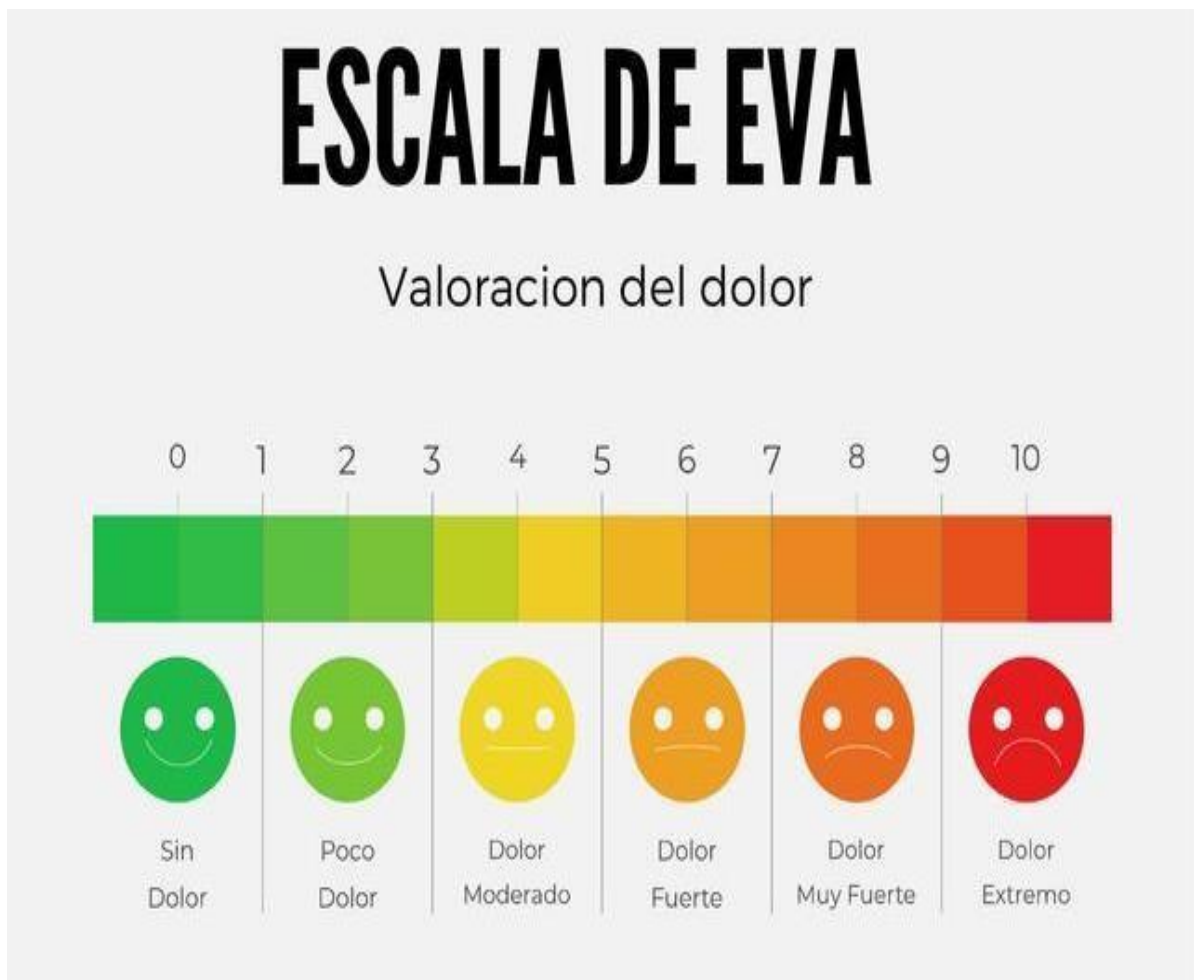 ESCALA DE EVA
Valoracion del dolor
0 1 2 3 4 5 6 7 8 9 10
Sin
Dolor
Poco
Dolor
Dolor
Moderado
Dolor
Fuerte
Dolor
Muy Fuerte
Dolor
Extremo